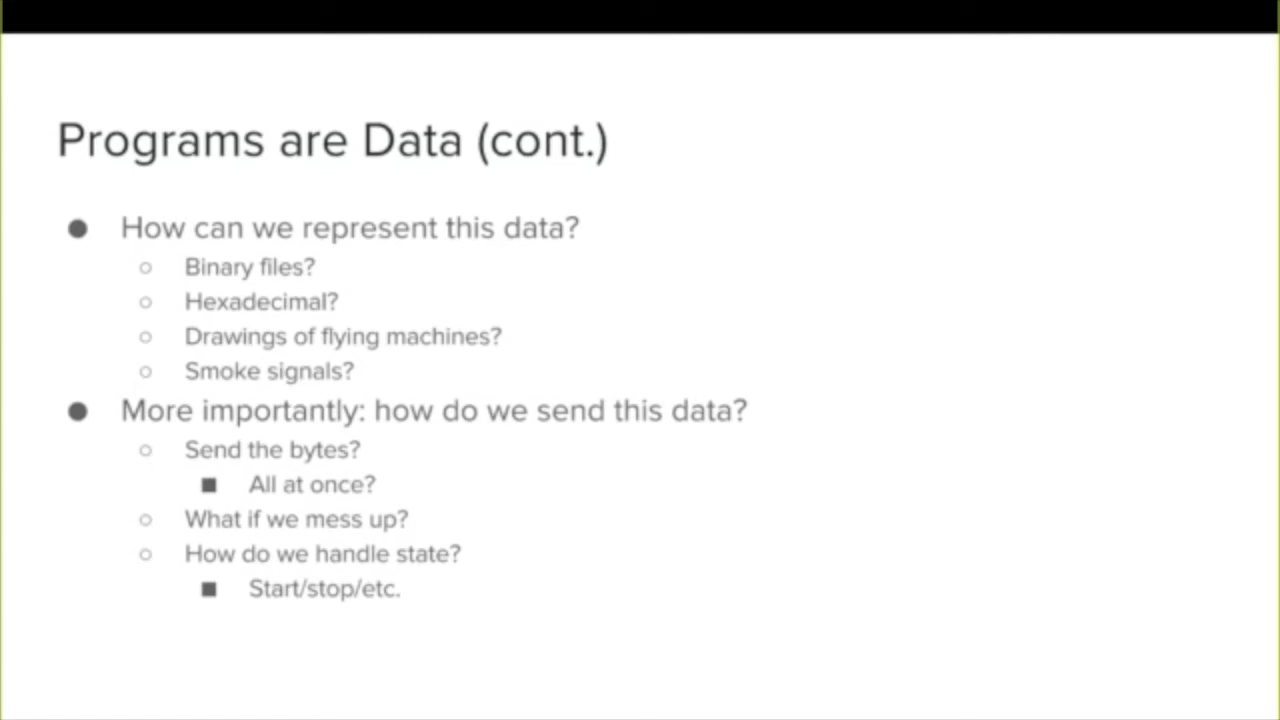 Programs are Data (cont.)
● How can we represent this data?
○ Binary files?
○ Hexadecimal?
○ Drawings of flying machines?
○ Smoke signals?
● More importantly: how do we send this data?
○ Send the bytes?
■ All at once?
○ What if we mess up?
○ How do we handle state?
■ Start/stop/etc.